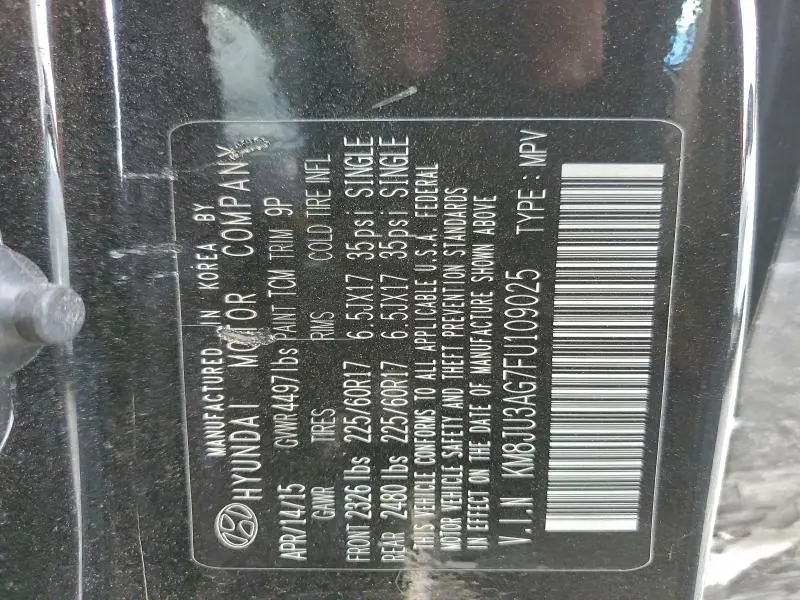 MANUFACTURED IN KOREA BY
HYUNDAI MOTOR COMPANY
APR/14/15 GVWR 4497 lbs PAINT TCM TRIM 9P
GAWR TIRES RIMS COLD TIRE INFL
FRONT 2326 lbs 225/60R17 6.5JX17 35psi SINGLE
REAR 2480 lbs 225/60R17 6.5JX17 35psi SINGLE
THIS VEHICLE CONFORMS TO ALL APPLICABLE U.S.A. FEDERAL
MOTOR VEHICLE SAFETY AND THEFT PREVENTION STANDARDS
IN EFFECT ON THE DATE OF MANUFACTURE SHOWN ABOVE
V.I.N KM8JU3AG7FU109025 TYPE : MPV